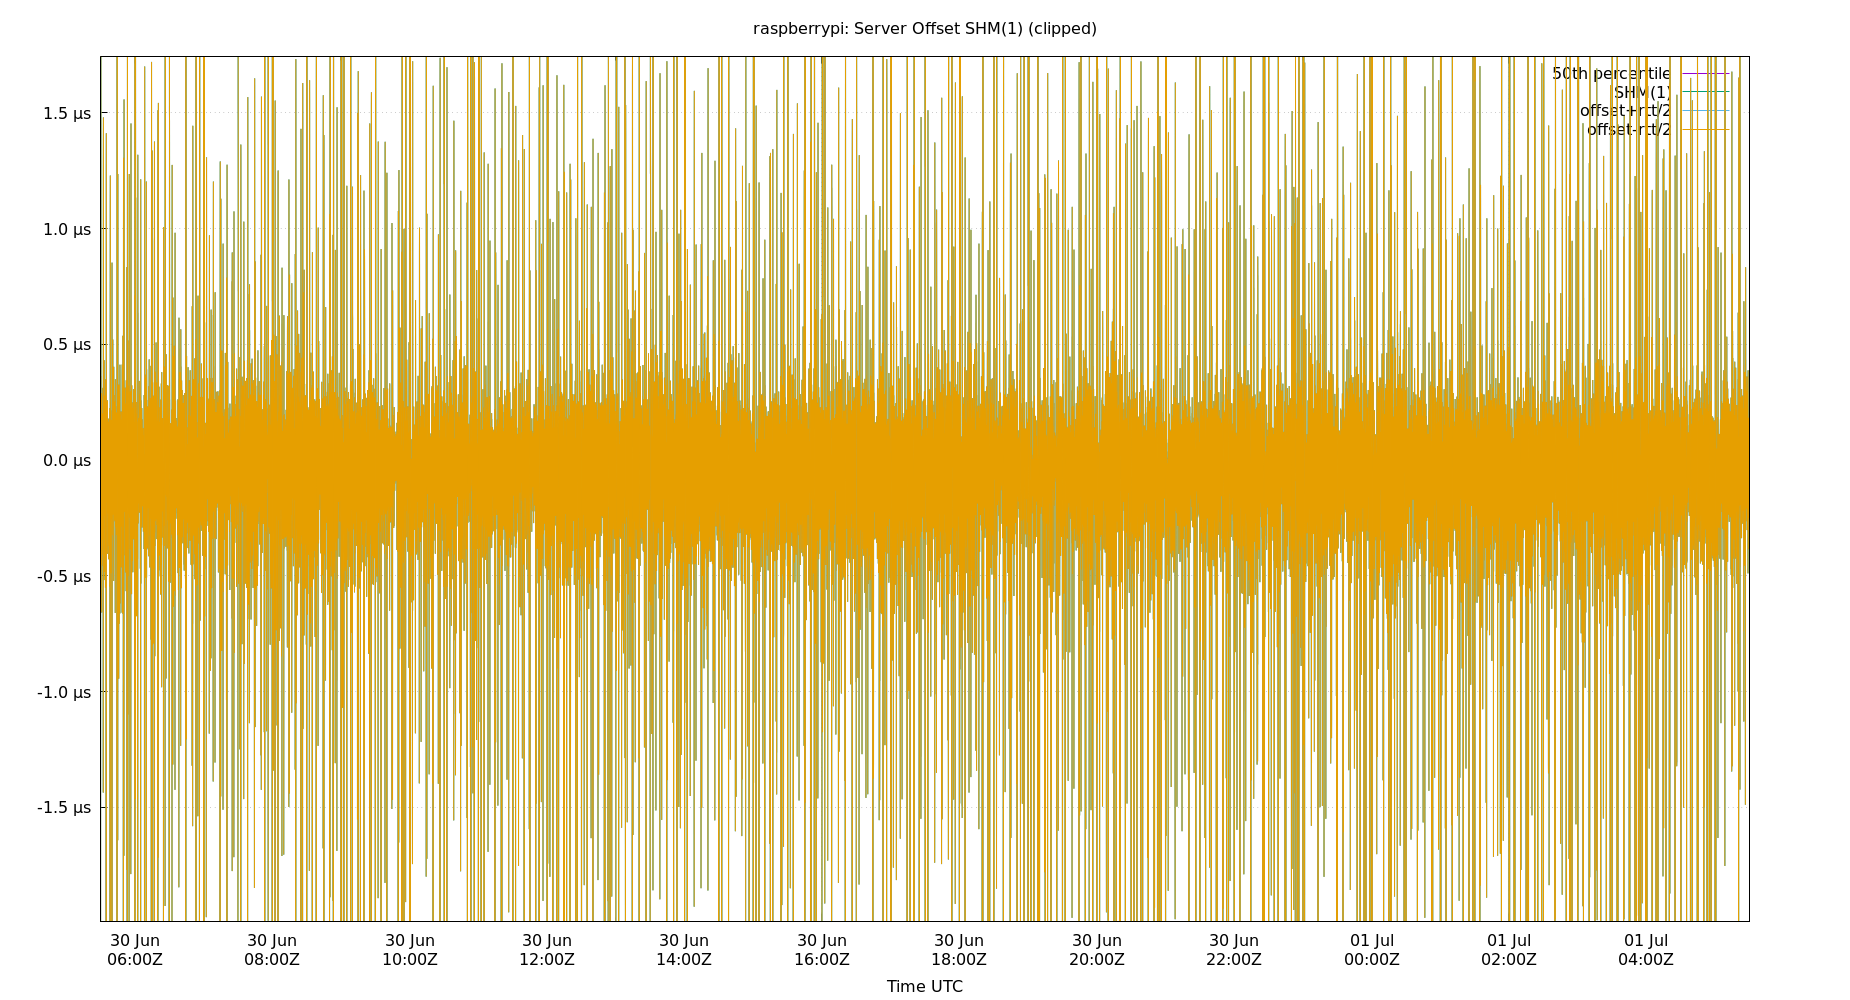 raspberrypi: Server Offset SHM(1) (clipped)
50th percentile
SHM(1)
offset+rtt/2
offset-rtt/2
1.5 µs
1.0 µs
0.5 µs
0.0 µs
-0.5 µs
-1.0 µs
-1.5 µs
30 Jun 30 Jun 30 Jun 30 Jun 30 Jun 30 Jun 30 Jun 30 Jun 30 Jun 01 Jul 01 Jul 01 Jul
06:00Z 08:00Z 10:00Z 12:00Z 14:00Z 16:00Z 18:00Z 20:00Z 22:00Z 00:00Z 02:00Z 04:00Z
Time UTC